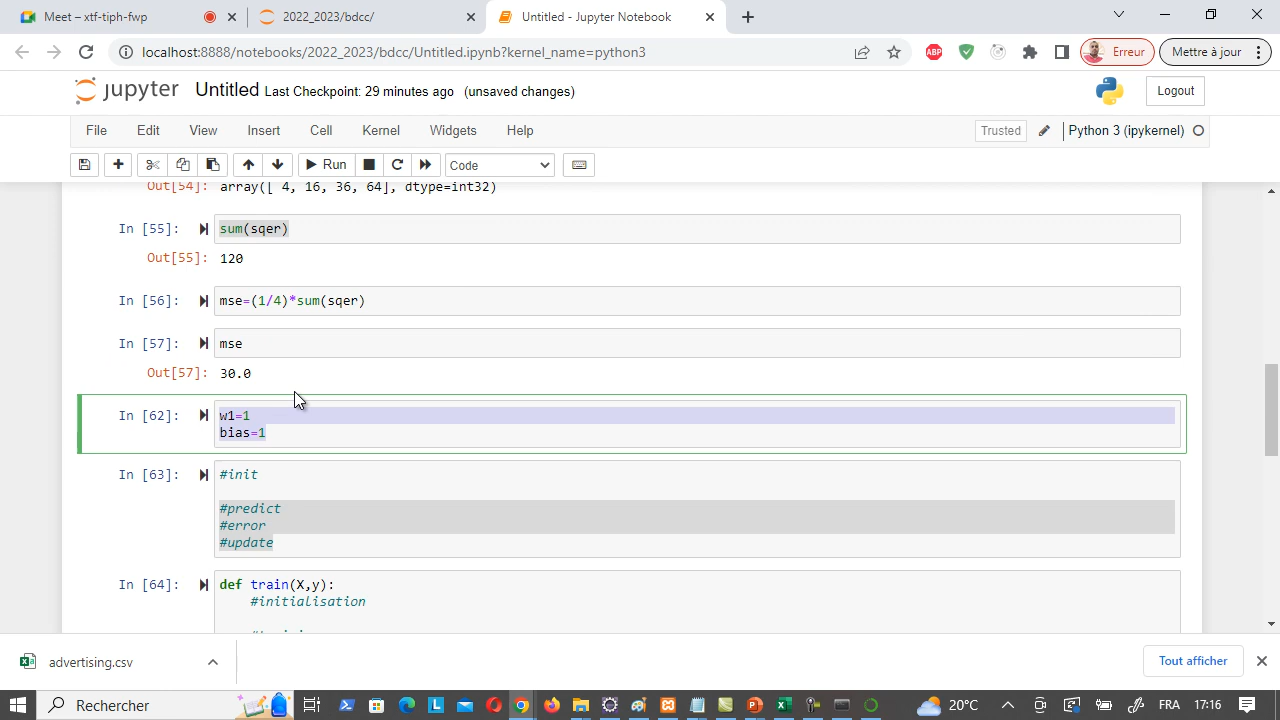 Meet – xtf-tiph-fwp
2022_2023/bdcc/
Untitled - Jupyter Notebook
localhost:8888/notebooks/2022_2023/bdcc/Untitled.ipynb?kernel_name=python3
ABP
Erreur
Mettre à jour
jupyter Untitled Last Checkpoint: 29 minutes ago (unsaved changes)
Logout
File Edit View Insert Cell Kernel Widgets Help
Trusted
Python 3 (ipykernel)
Run
Code
Out[54]: array([ 4, 16, 36, 64], dtype=int32)
In [55]: sum(sqer)
Out[55]: 120
In [56]: mse=(1/4)*sum(sqer)
In [57]: mse
Out[57]: 30.0
In [62]: w1=1
bias=1
In [63]: #init
#predict
#error
#update
In [64]: def train(X,y):
#initialisation
advertising.csv
Tout afficher
Rechercher
20°C
FRA
17:16